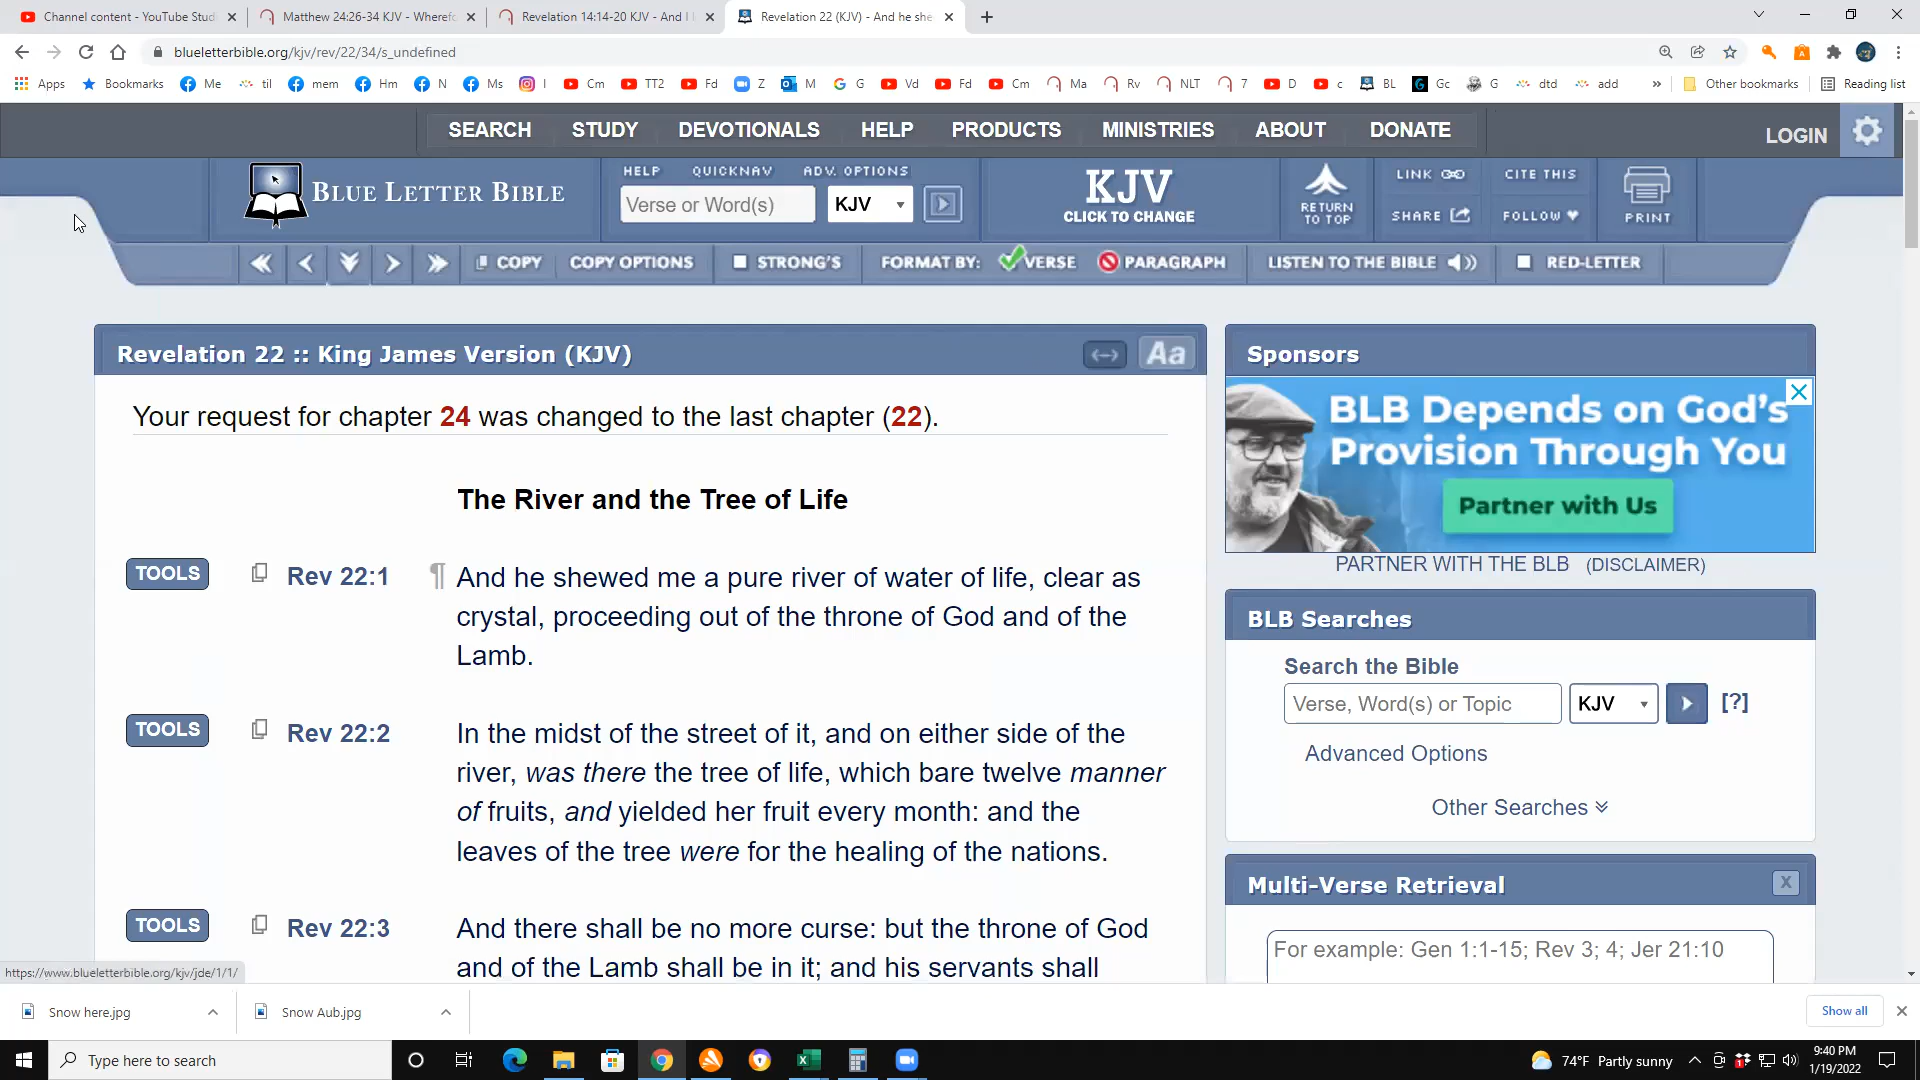 Channel content - YouTube Stud
Matthew 24:26-34 KJV - Wherefo
Revelation 14:14-20 KJV - And I l
Revelation 22 (KJV) - And he she
blueletterbible.org/kjv/rev/22/34/s_undefined
Apps
Bookmarks
Me
til
mem
Hm
N
Ms
I
Cm
TT2
Fd
Z
M
G
Vd
Fd
Cm
Ma
Rv
NLT
7
D
c
BL
Gc
G
dtd
add
»
Other bookmarks
Reading list
SEARCH STUDY DEVOTIONALS HELP PRODUCTS MINISTRIES ABOUT DONATE
LOGIN
BLUE LETTER BIBLE
HELP QUICKNAV ADV. OPTIONS
Verse or Word(s)
KJV
KJV
CLICK TO CHANGE
RETURN
TO TOP
LINK
CITE THIS
SHARE
FOLLOW
PRINT
COPY
COPY OPTIONS
STRONG'S
FORMAT BY:
VERSE
PARAGRAPH
LISTEN TO THE BIBLE
RED-LETTER
Revelation 22 :: King James Version (KJV)
Aa
Your request for chapter 24 was changed to the last chapter (22).
The River and the Tree of Life
TOOLS
Rev 22:1
¶ And he shewed me a pure river of water of life, clear as
crystal, proceeding out of the throne of God and of the
Lamb.
TOOLS
Rev 22:2
In the midst of the street of it, and on either side of the
river, was there the tree of life, which bare twelve manner
of fruits, and yielded her fruit every month: and the
leaves of the tree were for the healing of the nations.
TOOLS
Rev 22:3
And there shall be no more curse: but the throne of God
and of the Lamb shall be in it; and his servants shall
Sponsors
BLB Depends on God's
Provision Through You
Partner with Us
PARTNER WITH THE BLB (DISCLAIMER)
BLB Searches
Search the Bible
Verse, Word(s) or Topic
KJV
[?]
Advanced Options
Other Searches
Multi-Verse Retrieval
X
For example: Gen 1:1-15; Rev 3; 4; Jer 21:10
https://www.blueletterbible.org/kjv/jde/1/1/
Snow here.jpg
Snow Aub.jpg
Show all
Type here to search
74°F Partly sunny
9:40 PM
1/19/2022